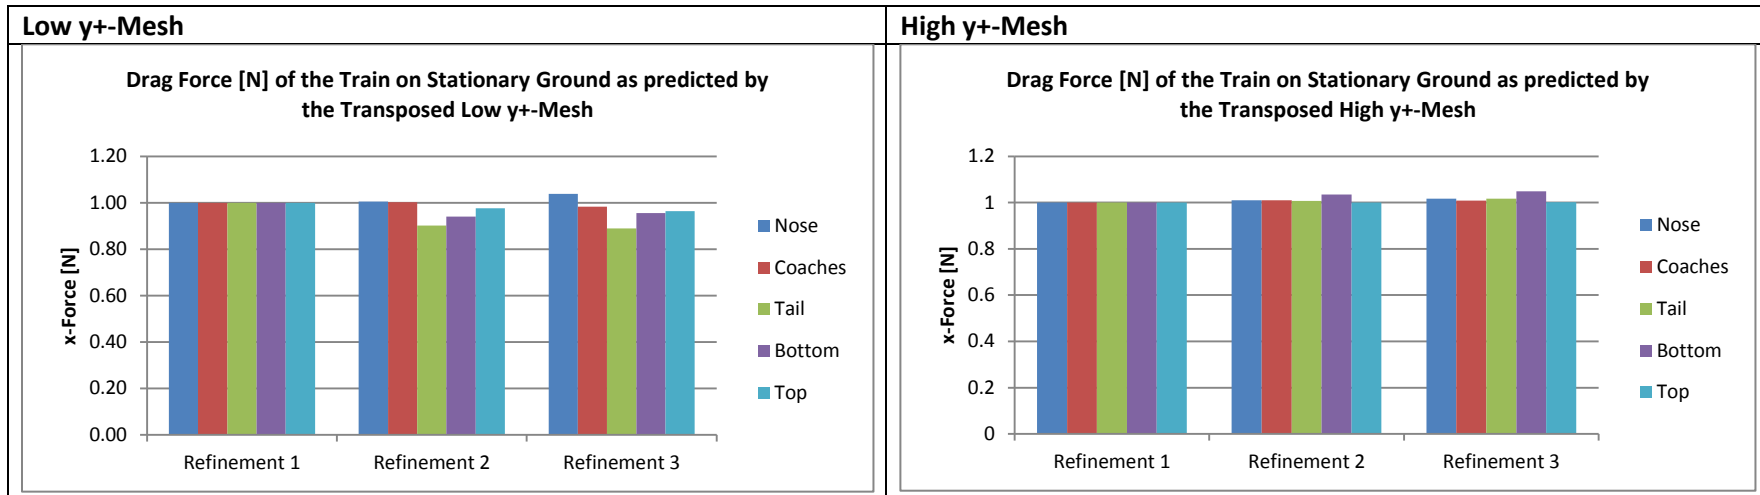 Low y+-Mesh
High y+-Mesh
Drag Force [N] of the Train on Stationary Ground as predicted by
the Transposed Low y+-Mesh
1.20
1.00
0.80
0.60
0.40
0.20
0.00
x-Force [N]
Refinement 1
Refinement 2
Refinement 3
Nose
Coaches
Tail
Bottom
Top
Drag Force [N] of the Train on Stationary Ground as predicted by
the Transposed High y+-Mesh
1.2
1
0.8
0.6
0.4
0.2
0
x-Force [N]
Refinement 1
Refinement 2
Refinement 3
Nose
Coaches
Tail
Bottom
Top